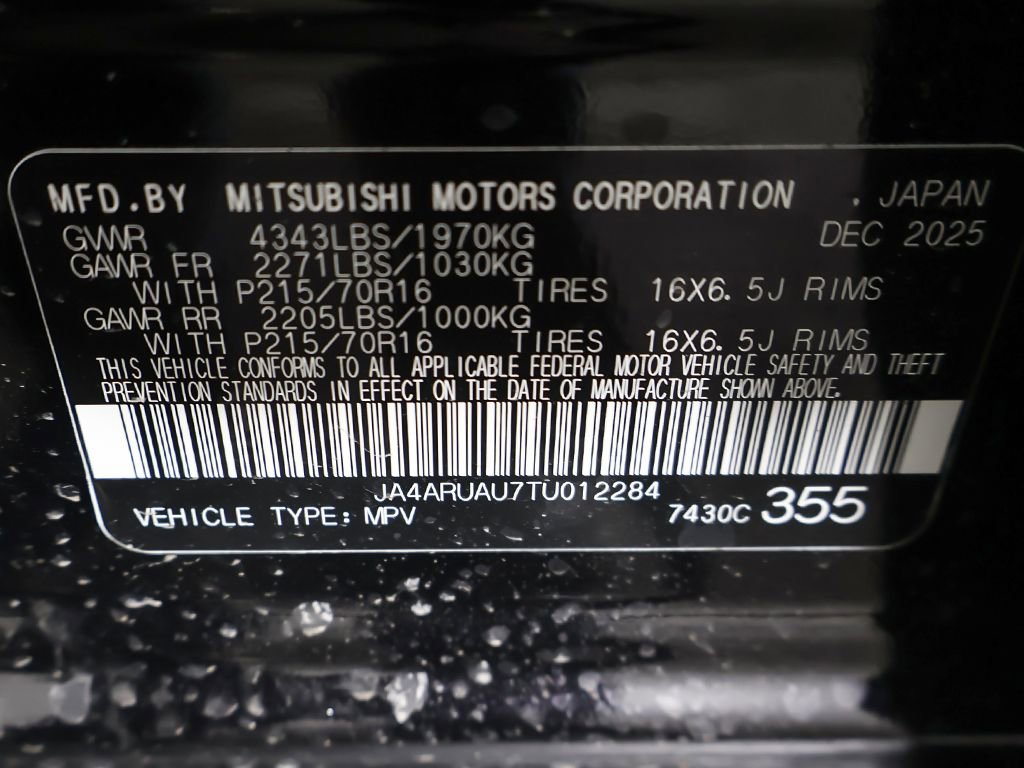 MFD.BY MITSUBISHI MOTORS CORPORATION . JAPAN
GVWR 4343LBS/1970KG DEC 2025
GAWR FR 2271LBS/1030KG
WITH P215/70R16 TIRES 16X6.5J RIMS
GAWR RR 2205LBS/1000KG
WITH P215/70R16 TIRES 16X6.5J RIMS
THIS VEHICLE CONFORMS TO ALL APPLICABLE FEDERAL MOTOR VEHICLE SAFETY AND THEFT
PREVENTION STANDARDS IN EFFECT ON THE DATE OF MANUFACTURE SHOWN ABOVE.
JA4ARUAU7TU012284
VEHICLE TYPE: MPV 7430C 355